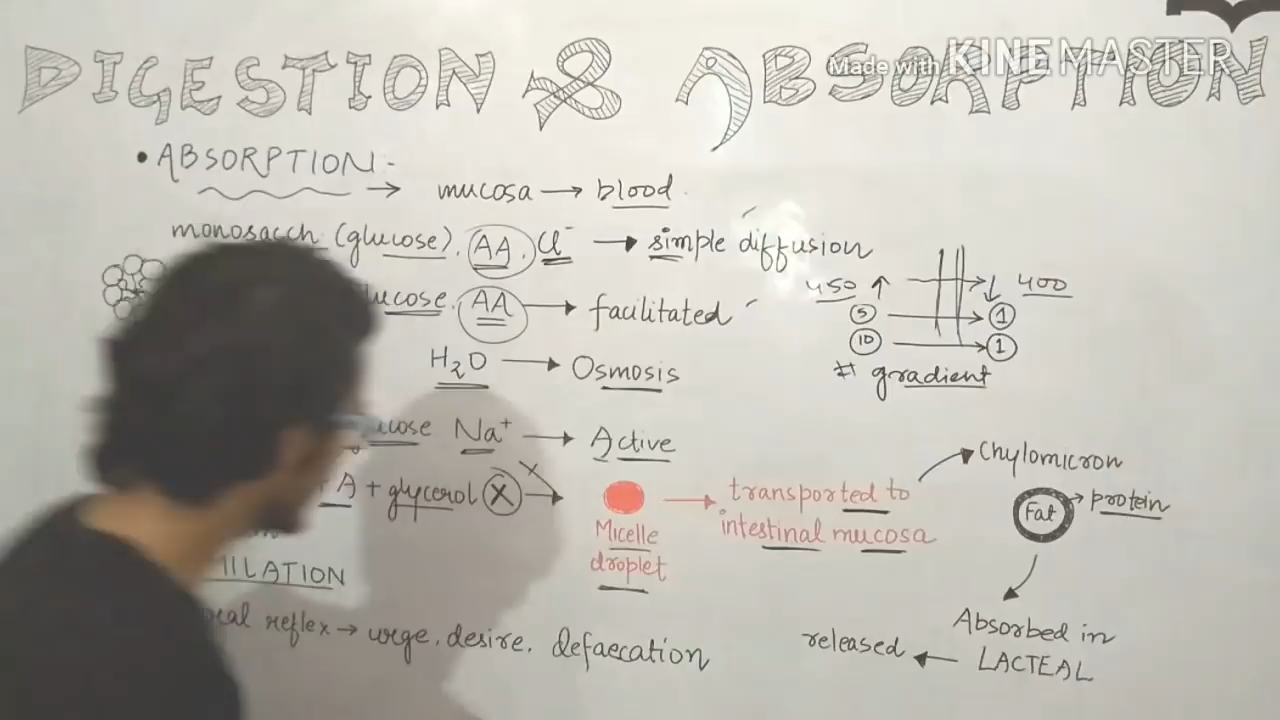 DIGESTION & ABSORPTION
Made with KINEMASTER
• ABSORPTION:-
→ mucosa → blood
monosacch (glucose), AA, Cl⁻ → simple diffusion
450 ↑ → ↓ 400
5 → 1
10 → 1
# gradient
lucose, AA → facilitated
H₂O → Osmosis
ucose Na⁺ → Active
A + glycerol X X →
Micelle
droplet
→ transported to
intestinal mucosa
Chylomicron
Fat → protein
Absorbed in
LACTEAL
released
MILATION
cal reflex → urge, desire, defaecation